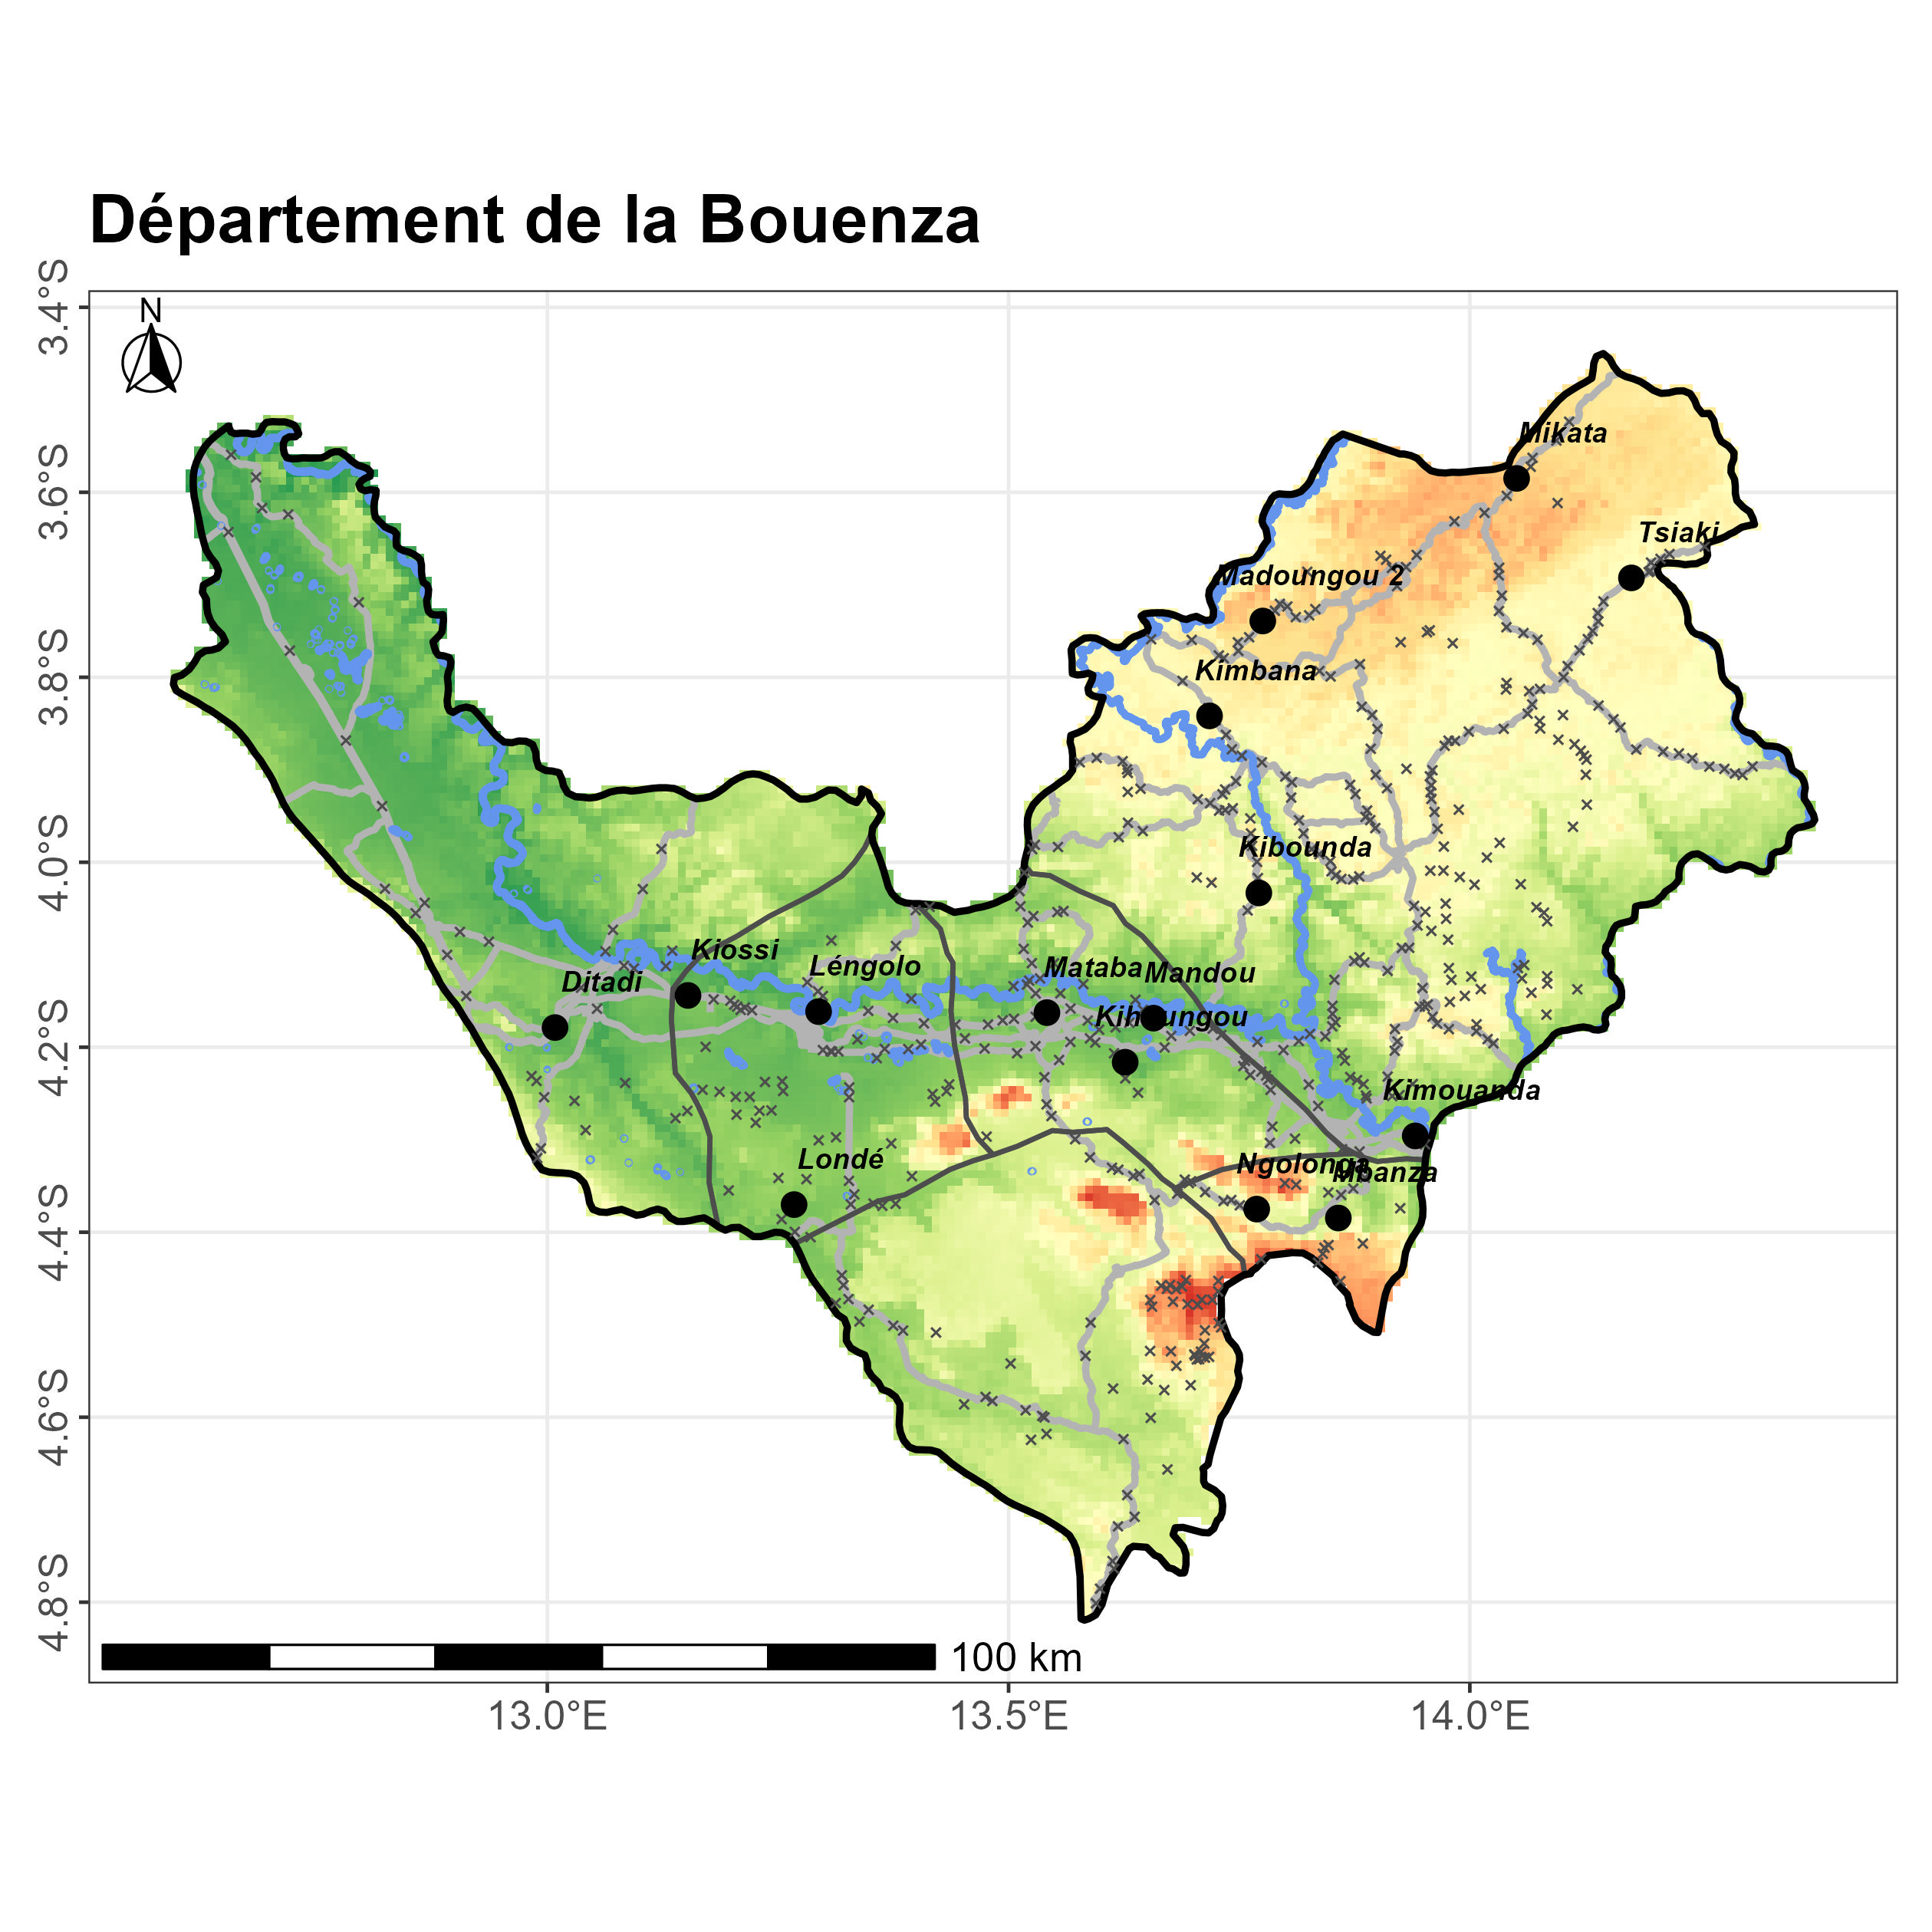 Département de la Bouenza
3.4°S
3.6°S
3.8°S
4.0°S
4.2°S
4.4°S
4.6°S
4.8°S
N
Mikata
Tsiaki
Madoungou 2
Kimbana
Kibounda
Kiossi
Léngolo
Mataba
Mandou
Ditadi
Kimouanda
Londé
Ngolonga
Mbanza
100 km
13.0°E
13.5°E
14.0°E